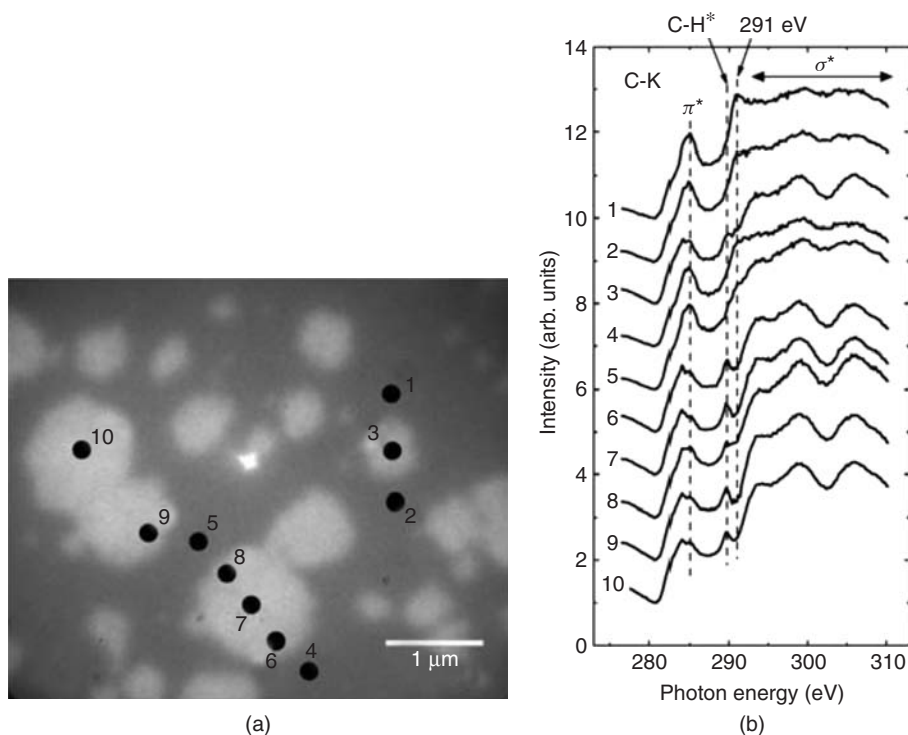 C-H* 291 eV
14
C-K
σ*
π*
12
1
10
2
3
8
4
5
6
6
7
4
8
9
2
10
0
Intensity (arb. units)
280 290 300 310
Photon energy (eV)
(b)
1
10
3
2
9
5
8
7
6
4
1 μm
(a)